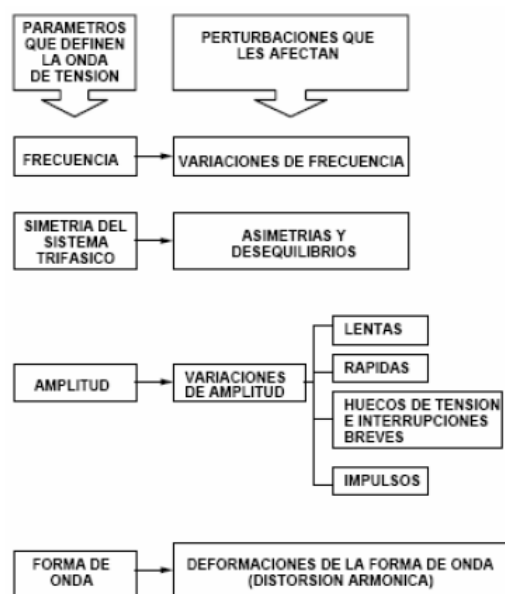 PARAMETROS
QUE DEFINEN
LA ONDA
DE TENSION
PERTURBACIONES QUE
LES AFECTAN
FRECUENCIA
VARIACIONES DE FRECUENCIA
SIMETRIA DEL
SISTEMA
TRIFASICO
ASIMETRIAS Y
DESEQUILIBRIOS
AMPLITUD
VARIACIONES
DE AMPLITUD
LENTAS
RAPIDAS
HUECOS DE TENSION
E INTERRUPCIONES
BREVES
IMPULSOS
FORMA DE
ONDA
DEFORMACIONES DE LA FORMA DE ONDA
(DISTORSION ARMONICA)